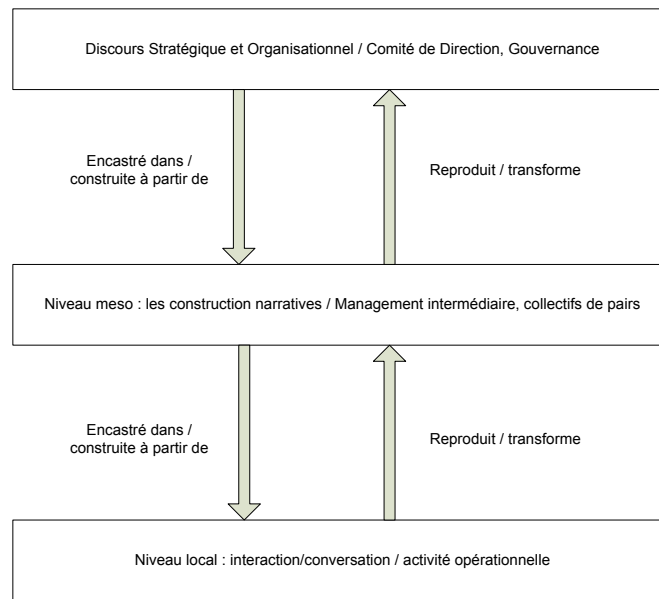 Discours Stratégique et Organisationnel / Comité de Direction, Gouvernance
Encastré dans /
construite à partir de
Reproduit / transforme
Niveau meso : les construction narratives / Management intermédiaire, collectifs de pairs
Encastré dans /
construite à partir de
Reproduit / transforme
Niveau local : interaction/conversation / activité opérationnelle